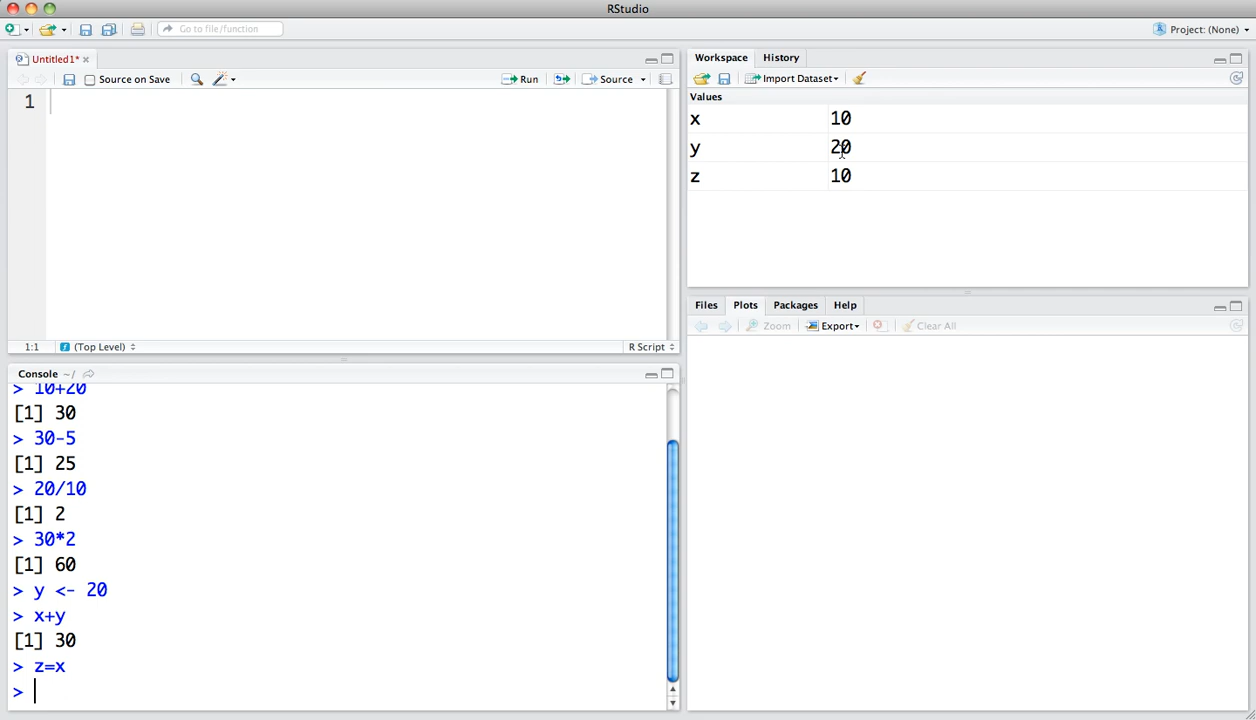 RStudio
Go to file/function
Project: (None)
Untitled1*
Source on Save
Run
Source
1
1:1
(Top Level)
R Script
Console ~/
> 10+20
[1] 30
> 30-5
[1] 25
> 20/10
[1] 2
> 30*2
[1] 60
> y <- 20
> x+y
[1] 30
> z=x
>
Workspace
History
Import Dataset
Values
x 10
y 20
z 10
Files
Plots
Packages
Help
Zoom
Export
Clear All